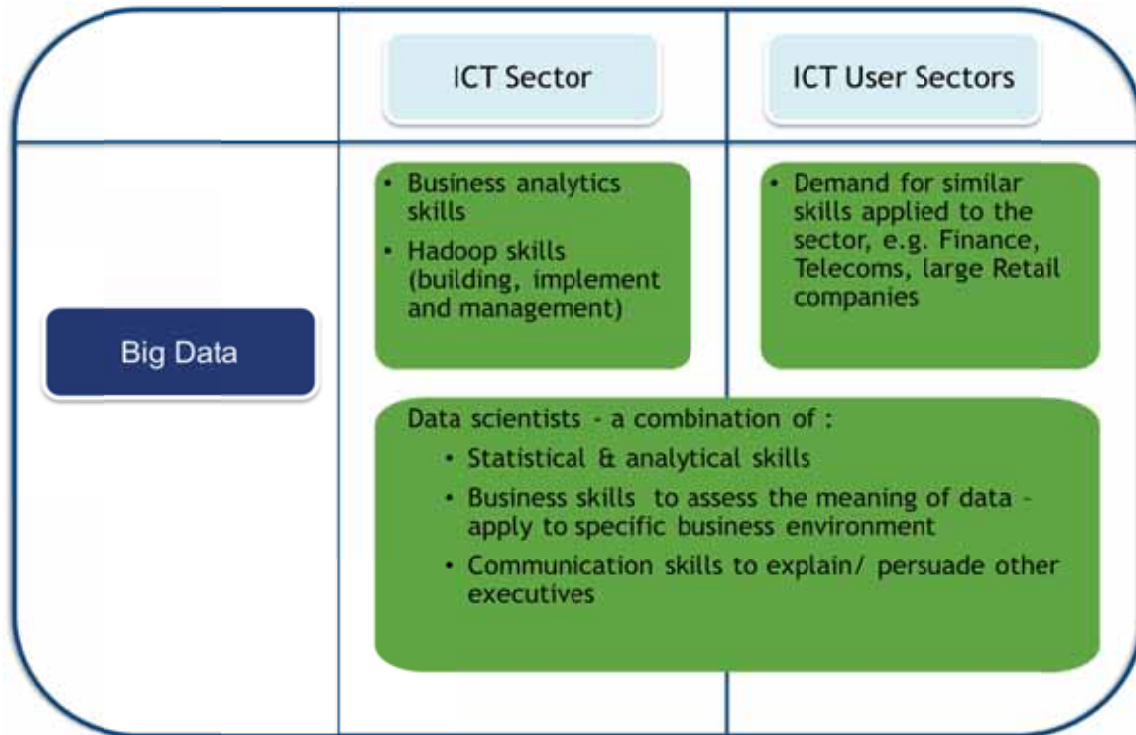 ICT Sector
ICT User Sectors
• Business analytics
skills
• Hadoop skills
(building, implement
and management)
• Demand for similar
skills applied to the
sector, e.g. Finance,
Telecoms, large Retail
companies
Big Data
Data scientists - a combination of :
• Statistical & analytical skills
• Business skills to assess the meaning of data –
apply to specific business environment
• Communication skills to explain/ persuade other
executives